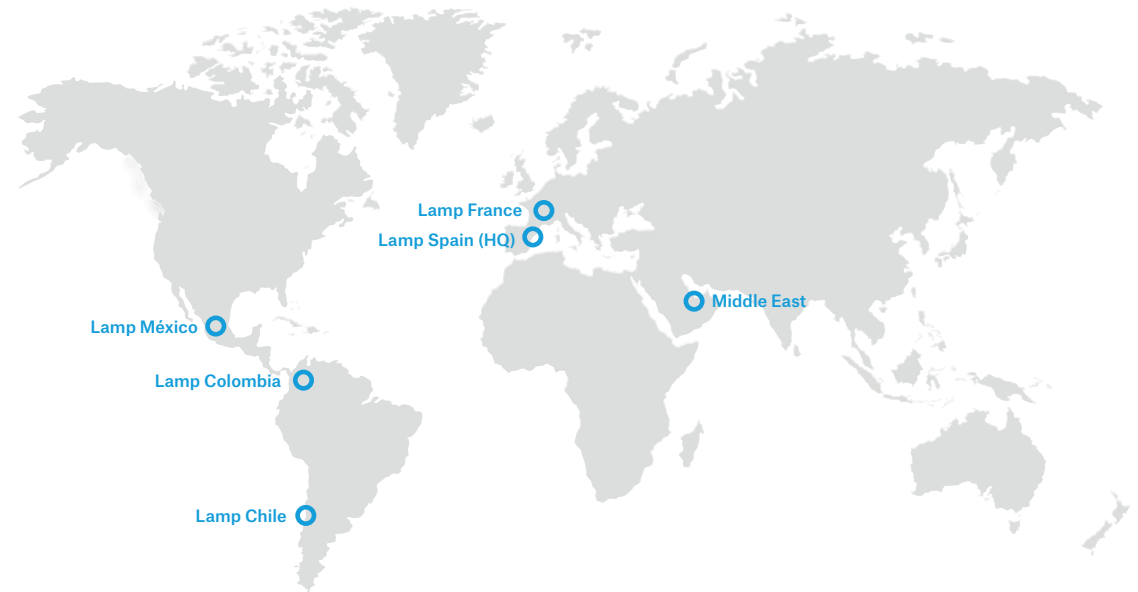 Lamp France
Lamp Spain (HQ)
Middle East
Lamp México
Lamp Colombia
Lamp Chile